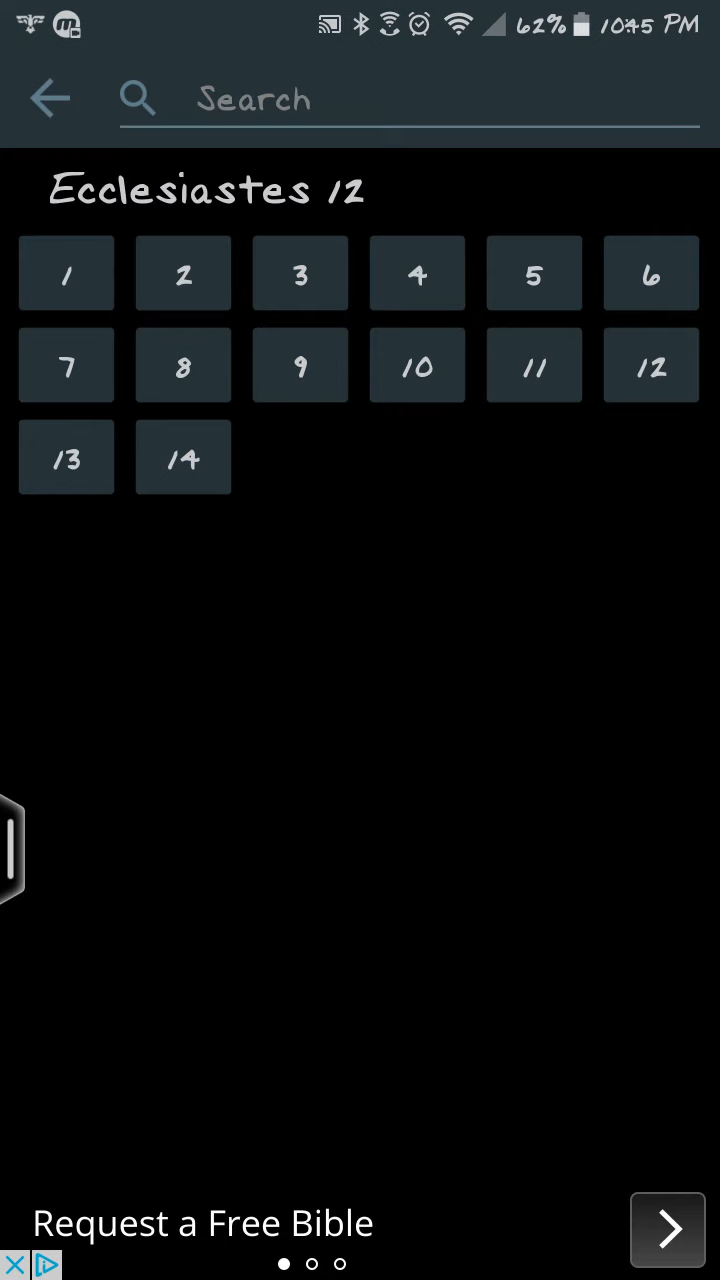 62% 10:45 PM
Search
Ecclesiastes 12
1 2 3 4 5 6
7 8 9 10 11 12
13 14
Request a Free Bible